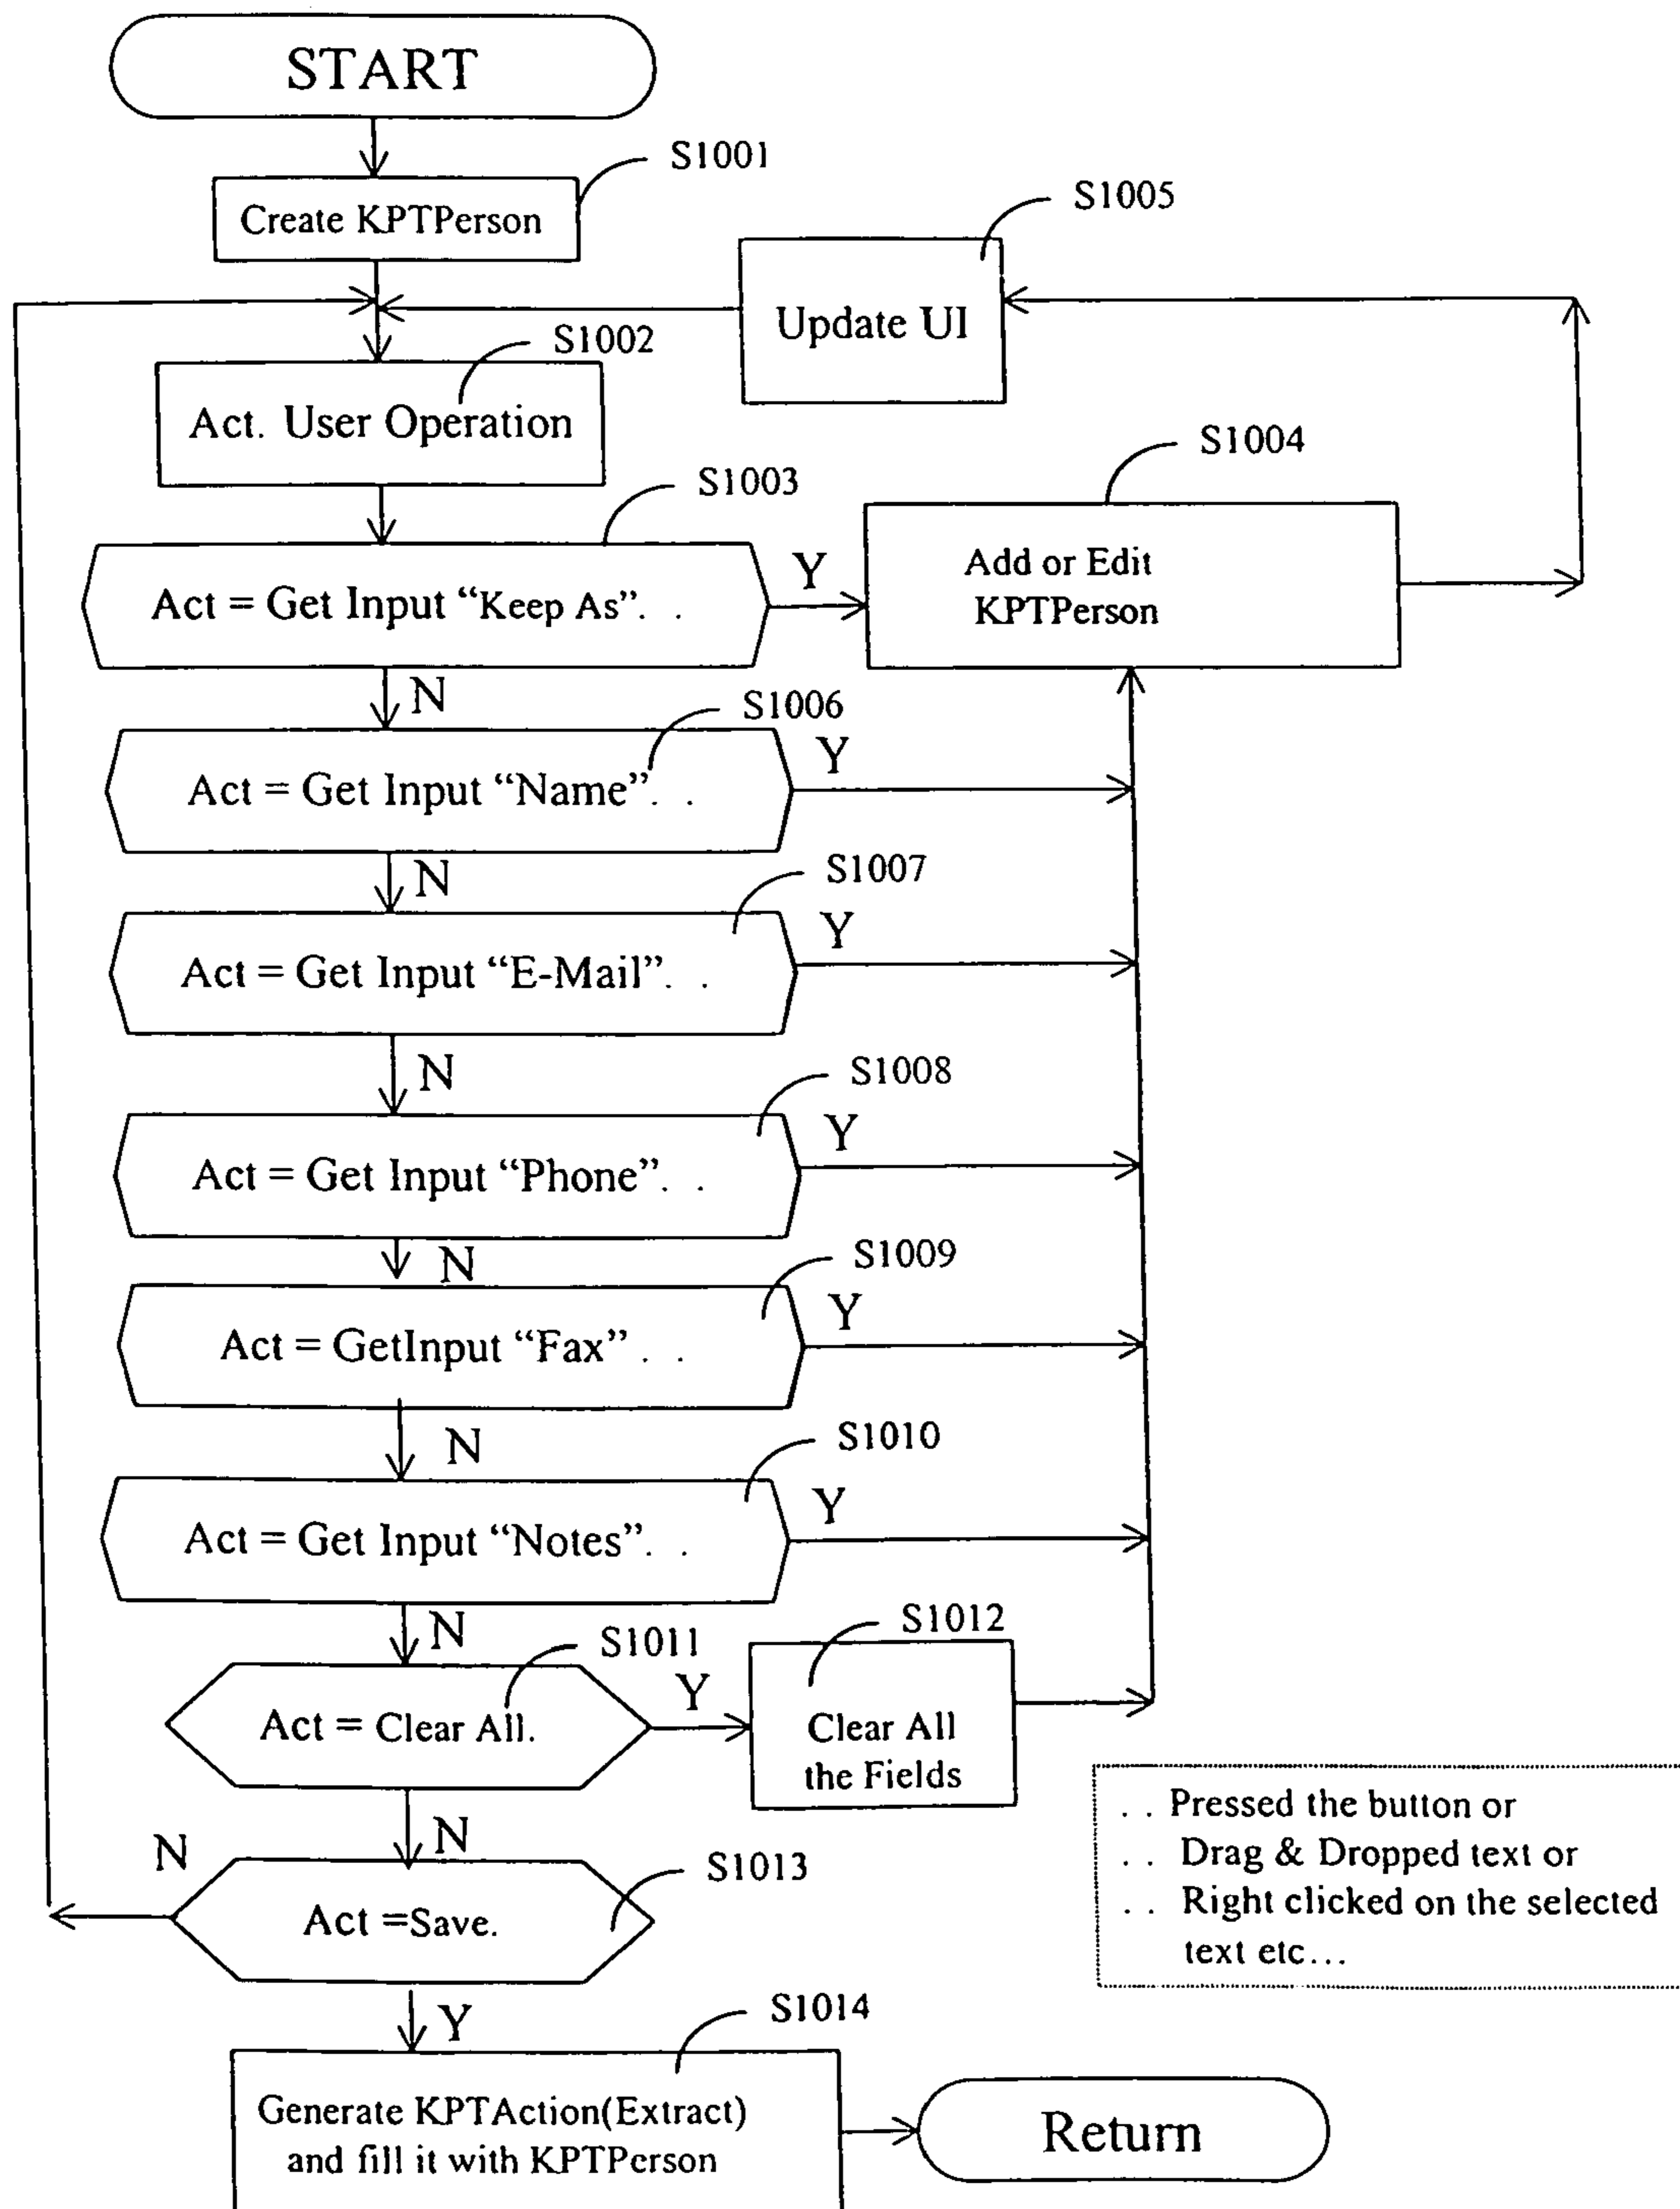 START
S1001
Create KPTPerson
S1005
Update UI
S1002
Act. User Operation
S1004
S1003
Add or Edit
KPTPerson
Act = Get Input “Keep As”. .
Y
N
S1006
Act = Get Input “Name”. .
Y
N
S1007
Act = Get Input “E-Mail”. .
Y
N
S1008
Act = Get Input “Phone”. .
Y
N
S1009
Act = GetInput “Fax” . .
Y
N
S1010
Act = Get Input “Notes”. .
Y
N
S1011
Act = Clear All.
Y
S1012
Clear All
the Fields
N
N
S1013
Act =Save.
. . Pressed the button or
. . Drag & Dropped text or
. . Right clicked on the selected
text etc...
Y
S1014
Generate KPTAction(Extract)
and fill it with KPTPerson
Return